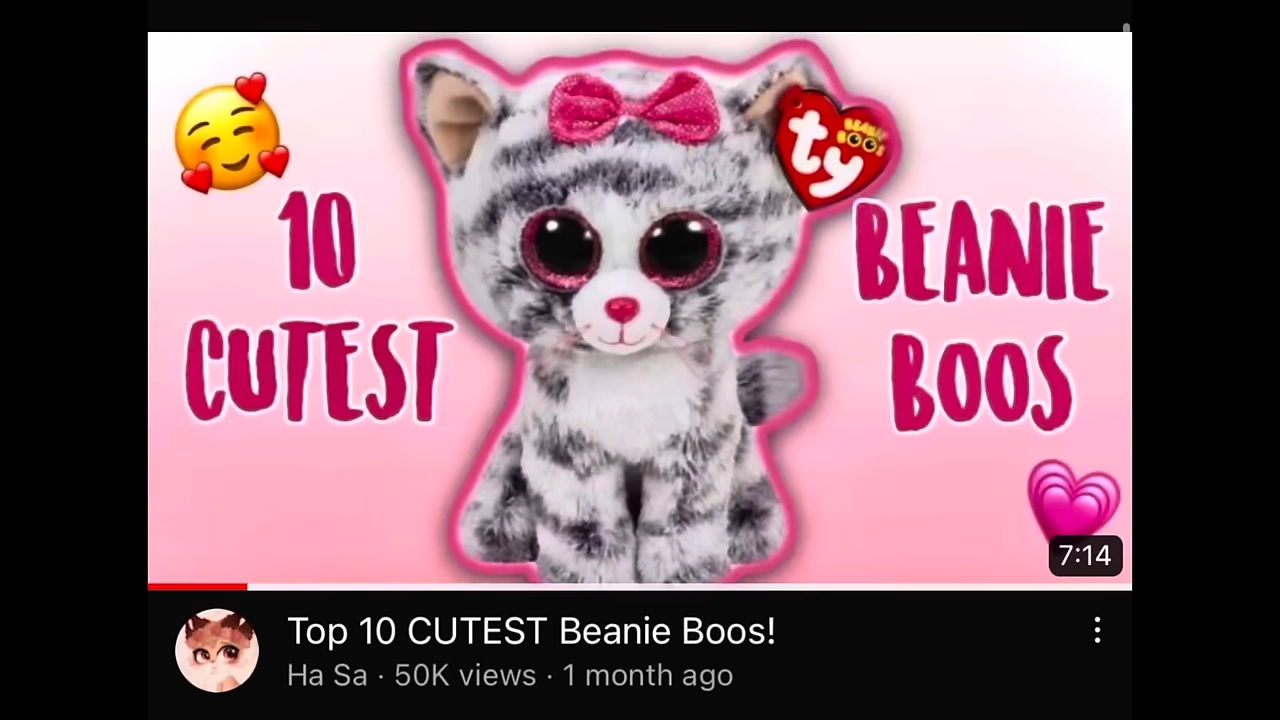 10
CUTEST
ty
BEANIE
BOOS
BEANIE
BOOS
7:14
Top 10 CUTEST Beanie Boos!
Ha Sa · 50K views · 1 month ago